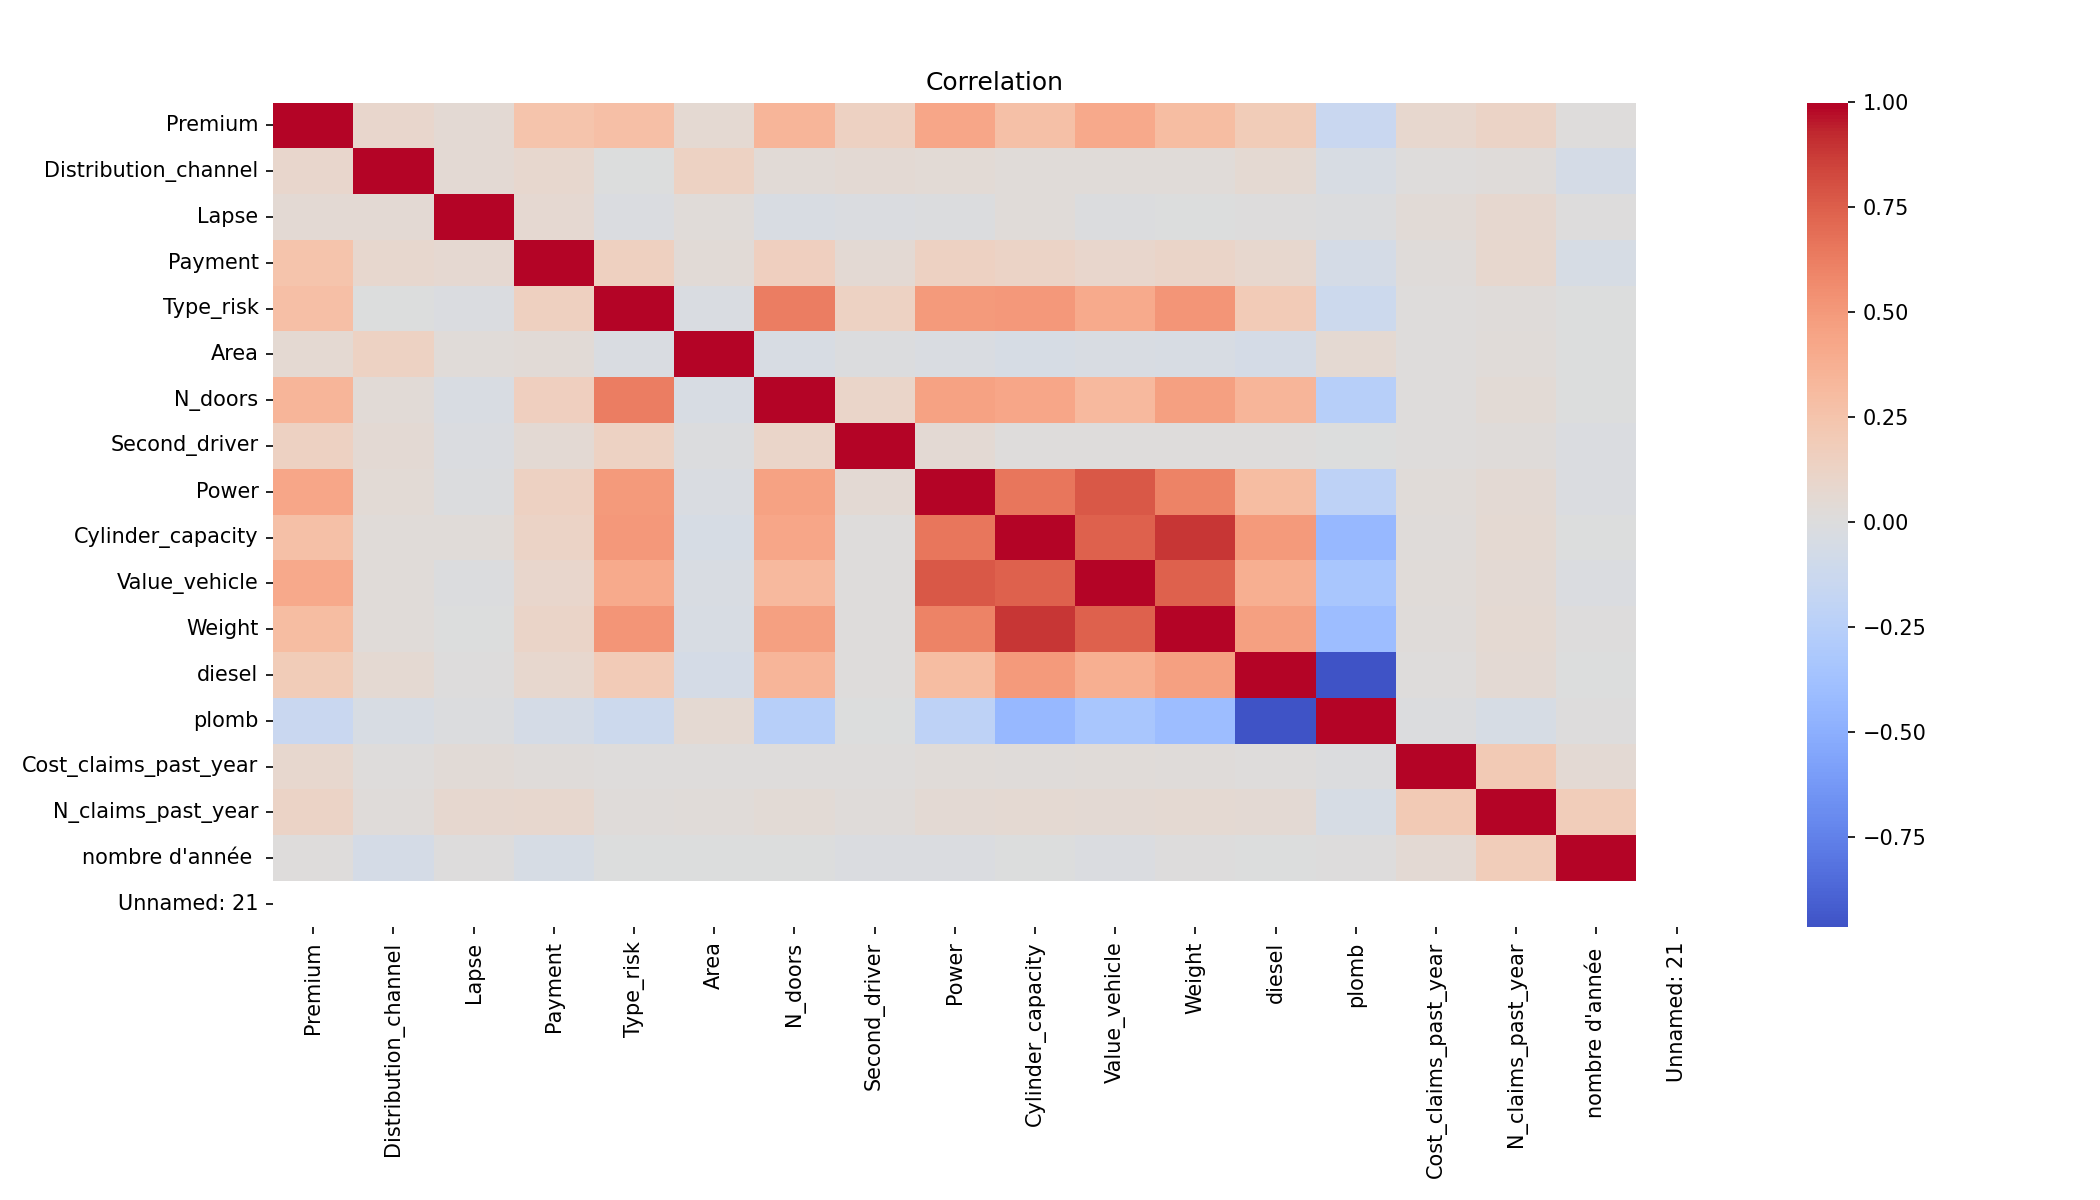 Correlation
Premium
Distribution_channel
Lapse
Payment
Type_risk
Area
N_doors
Second_driver
Power
Cylinder_capacity
Value_vehicle
Weight
diesel
plomb
Cost_claims_past_year
N_claims_past_year
nombre d'année
Unnamed: 21
Premium
Distribution_channel
Lapse
Payment
Type_risk
Area
N_doors
Second_driver
Power
Cylinder_capacity
Value_vehicle
Weight
diesel
plomb
Cost_claims_past_year
N_claims_past_year
nombre d'année
Unnamed: 21
1.00
0.75
0.50
0.25
0.00
−0.25
−0.50
−0.75